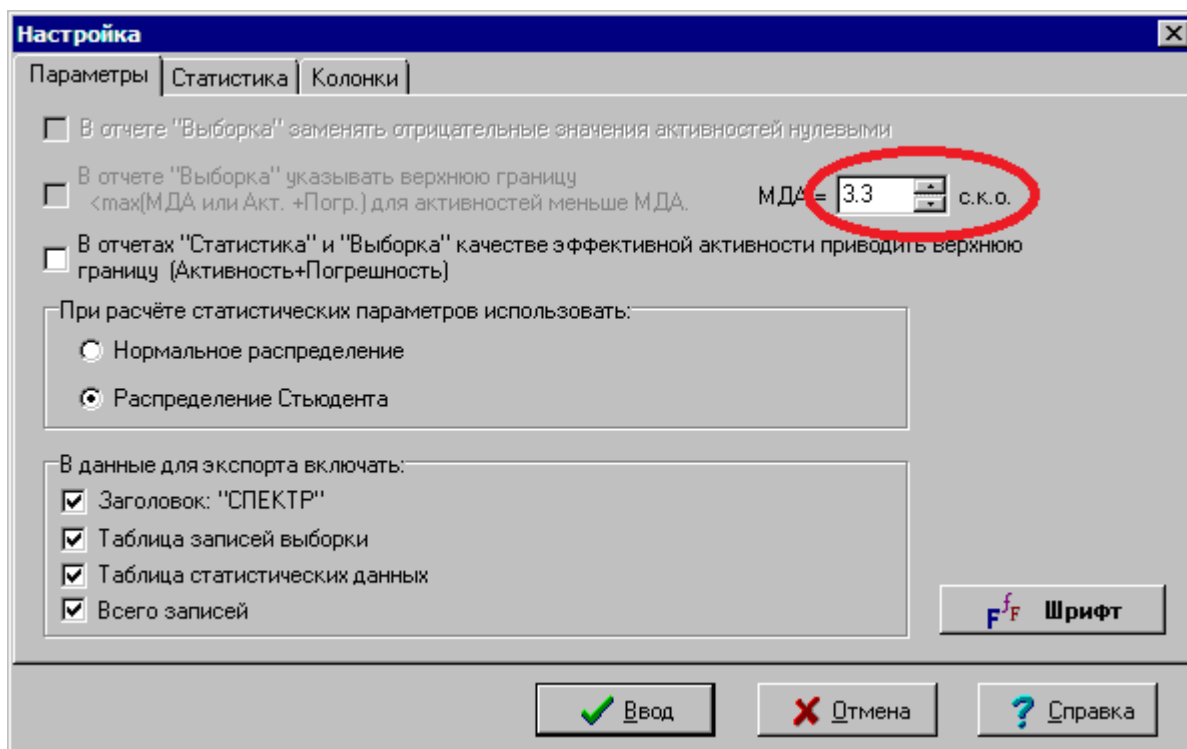 Настройка
Параметры Статистика Колонки
В отчете "Выборка" заменять отрицательные значения активностей нулевыми
В отчете "Выборка" указывать верхнюю границу
<max(МДА или Акт. +Погр.) для активностей меньше МДА.
МДА = 3.3 с.к.о.
В отчетах "Статистика" и "Выборка" качестве эффективной активности приводить верхнюю
границу (Активность+Погрешность)
При расчёте статистических параметров использовать:
Нормальное распределение
Распределение Стьюдента
В данные для экспорта включать:
Заголовок: "СПЕКТР"
Таблица записей выборки
Таблица статистических данных
Всего записей
F f F Шрифт
Ввод Отмена ? Справка